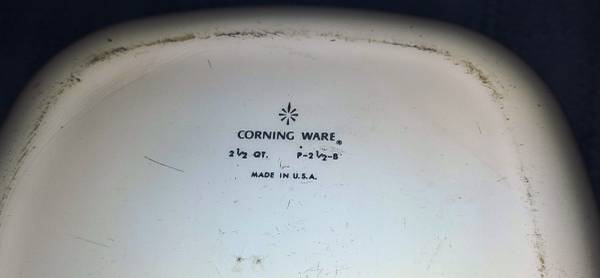 CORNING WARE®
2½ QT. P-2½-B
MADE IN U.S.A.